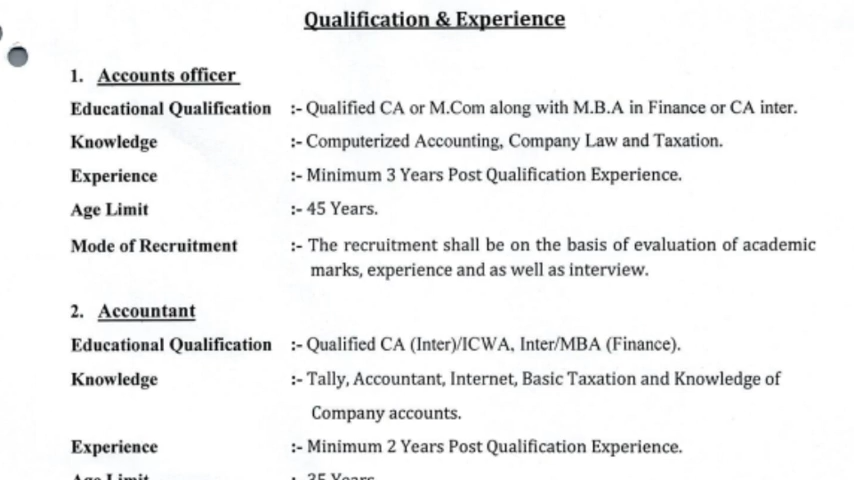 Qualification & Experience
1. Accounts officer
Educational Qualification :- Qualified CA or M.Com along with M.B.A in Finance or CA inter.
Knowledge :- Computerized Accounting, Company Law and Taxation.
Experience :- Minimum 3 Years Post Qualification Experience.
Age Limit :- 45 Years.
Mode of Recruitment :- The recruitment shall be on the basis of evaluation of academic
marks, experience and as well as interview.
2. Accountant
Educational Qualification :- Qualified CA (Inter)/ICWA, Inter/MBA (Finance).
Knowledge :- Tally, Accountant, Internet, Basic Taxation and Knowledge of
Company accounts.
Experience :- Minimum 2 Years Post Qualification Experience.
Age Limit :- 35 Years